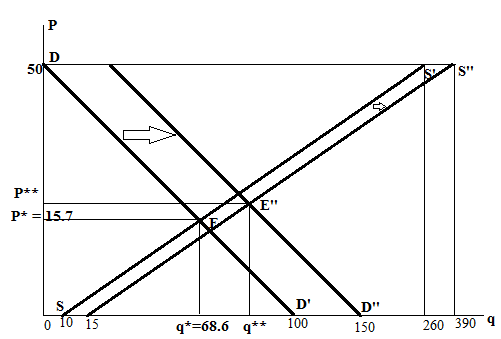 P
D
50
S'
S"
P**
E"
P* = 15.7
E
S
D'
D"
0 10 15 q*=68.6 q** 100 150 260 390 q